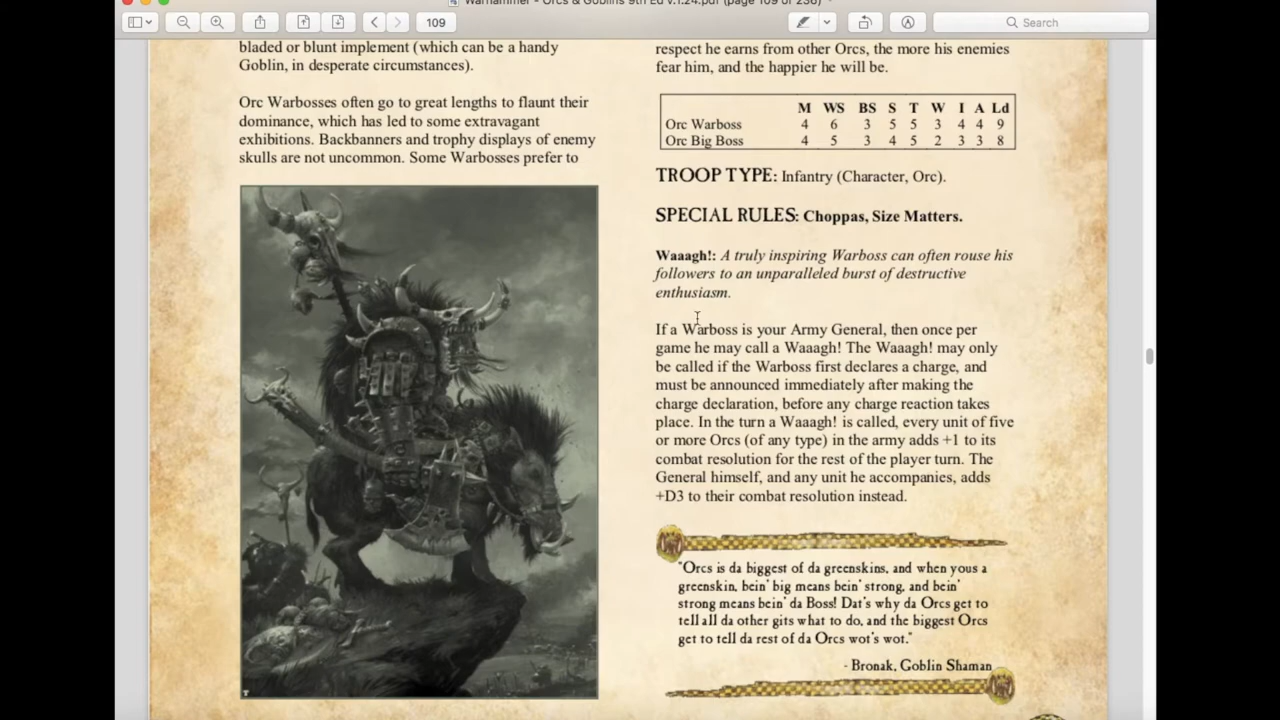 Warhammer - Orcs & Goblins 9th Ed v.1.24.pdf (page 109 of 236)
109
Search
bladed or blunt implement (which can be a handy
Goblin, in desperate circumstances).
Orc Warbosses often go to great lengths to flaunt their
dominance, which has led to some extravagant
exhibitions. Backbanners and trophy displays of enemy
skulls are not uncommon. Some Warbosses prefer to
respect he earns from other Orcs, the more his enemies
fear him, and the happier he will be.
M WS BS S T W I A Ld
Orc Warboss 4 6 3 5 5 3 4 4 9
Orc Big Boss 4 5 3 4 5 2 3 3 8
TROOP TYPE: Infantry (Character, Orc).
SPECIAL RULES: Choppas, Size Matters.
Waaagh!: A truly inspiring Warboss can often rouse his
followers to an unparalleled burst of destructive
enthusiasm.
If a Warboss is your Army General, then once per
game he may call a Waaagh! The Waaagh! may only
be called if the Warboss first declares a charge, and
must be announced immediately after making the
charge declaration, before any charge reaction takes
place. In the turn a Waaagh! is called, every unit of five
or more Orcs (of any type) in the army adds +1 to its
combat resolution for the rest of the player turn. The
General himself, and any unit he accompanies, adds
+D3 to their combat resolution instead.
"Orcs is da biggest of da greenskins, and when yous a
greenskin, bein' big means bein' strong, and bein'
strong means bein' da Boss! Dat's why da Orcs get to
tell all da other gits what to do, and the biggest Orcs
get to tell da rest of da Orcs wot's wot."
- Bronak, Goblin Shaman